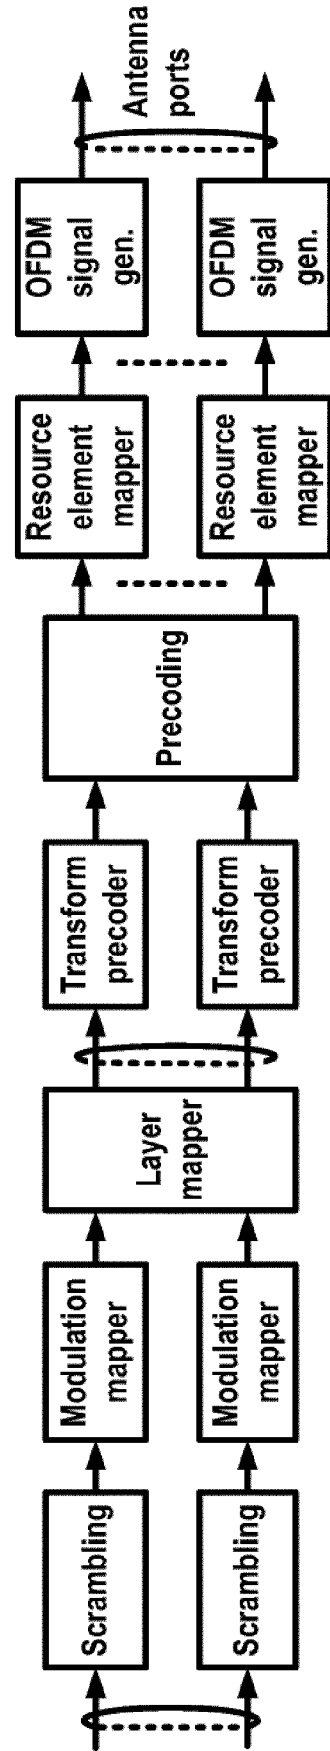 Scrambling
Scrambling
Modulation
mapper
Modulation
mapper
Layer
mapper
Transform
precoder
Transform
precoder
Precoding
Resource
element
mapper
Resource
element
mapper
OFDM
signal
gen.
OFDM
signal
gen.
Antenna
ports